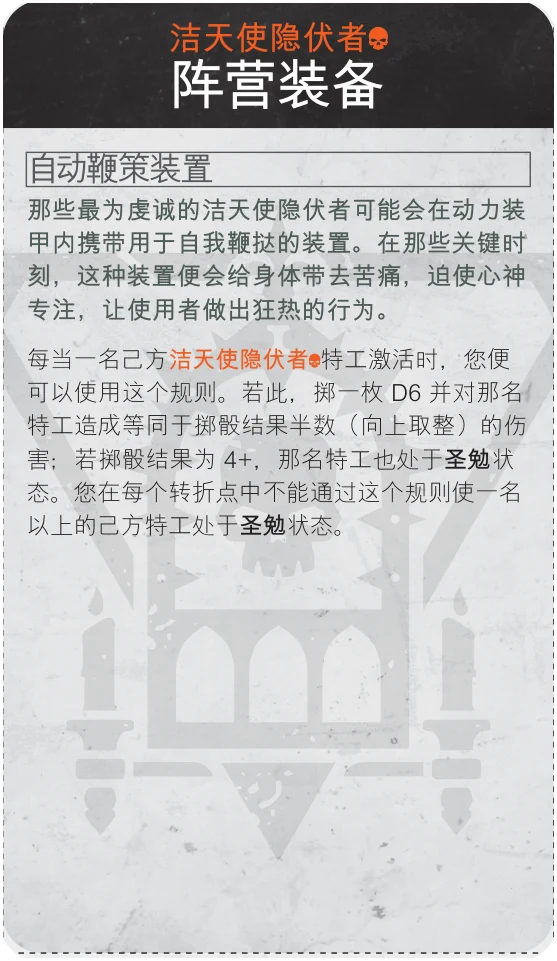 洁天使隐伏者
阵营装备
自动鞭策装置
那些最为虔诚的洁天使隐伏者可能会在动力装
甲内携带用于自我鞭挞的装置。在那些关键时
刻，这种装置便会给身体带去苦痛，迫使心神
专注，让使用者做出狂热的行为。
每当一名己方洁天使隐伏者特工激活时，您便
可以使用这个规则。若此，掷一枚 D6 并对那名
特工造成等同于掷骰结果半数（向上取整）的伤
害；若掷骰结果为 4+，那名特工也处于圣勉状
态。您在每个转折点中不能通过这个规则使一名
以上的己方特工处于圣勉状态。